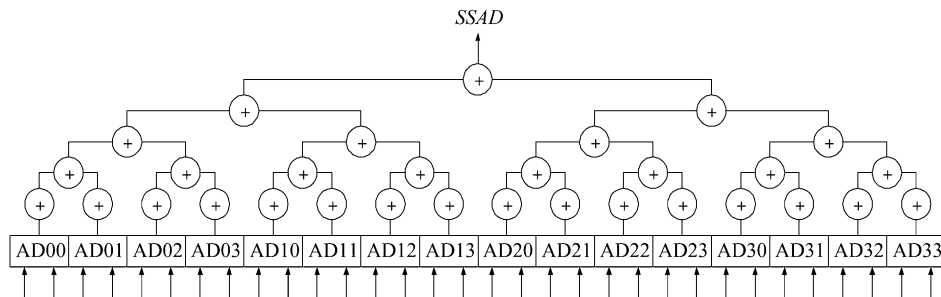 SSAD
+
+ +
+ + + +
+ + + + + + + +
+ + + + + + + + + + + + + + + +
AD00 AD01 AD02 AD03 AD10 AD11 AD12 AD13 AD20 AD21 AD22 AD23 AD30 AD31 AD32 AD33